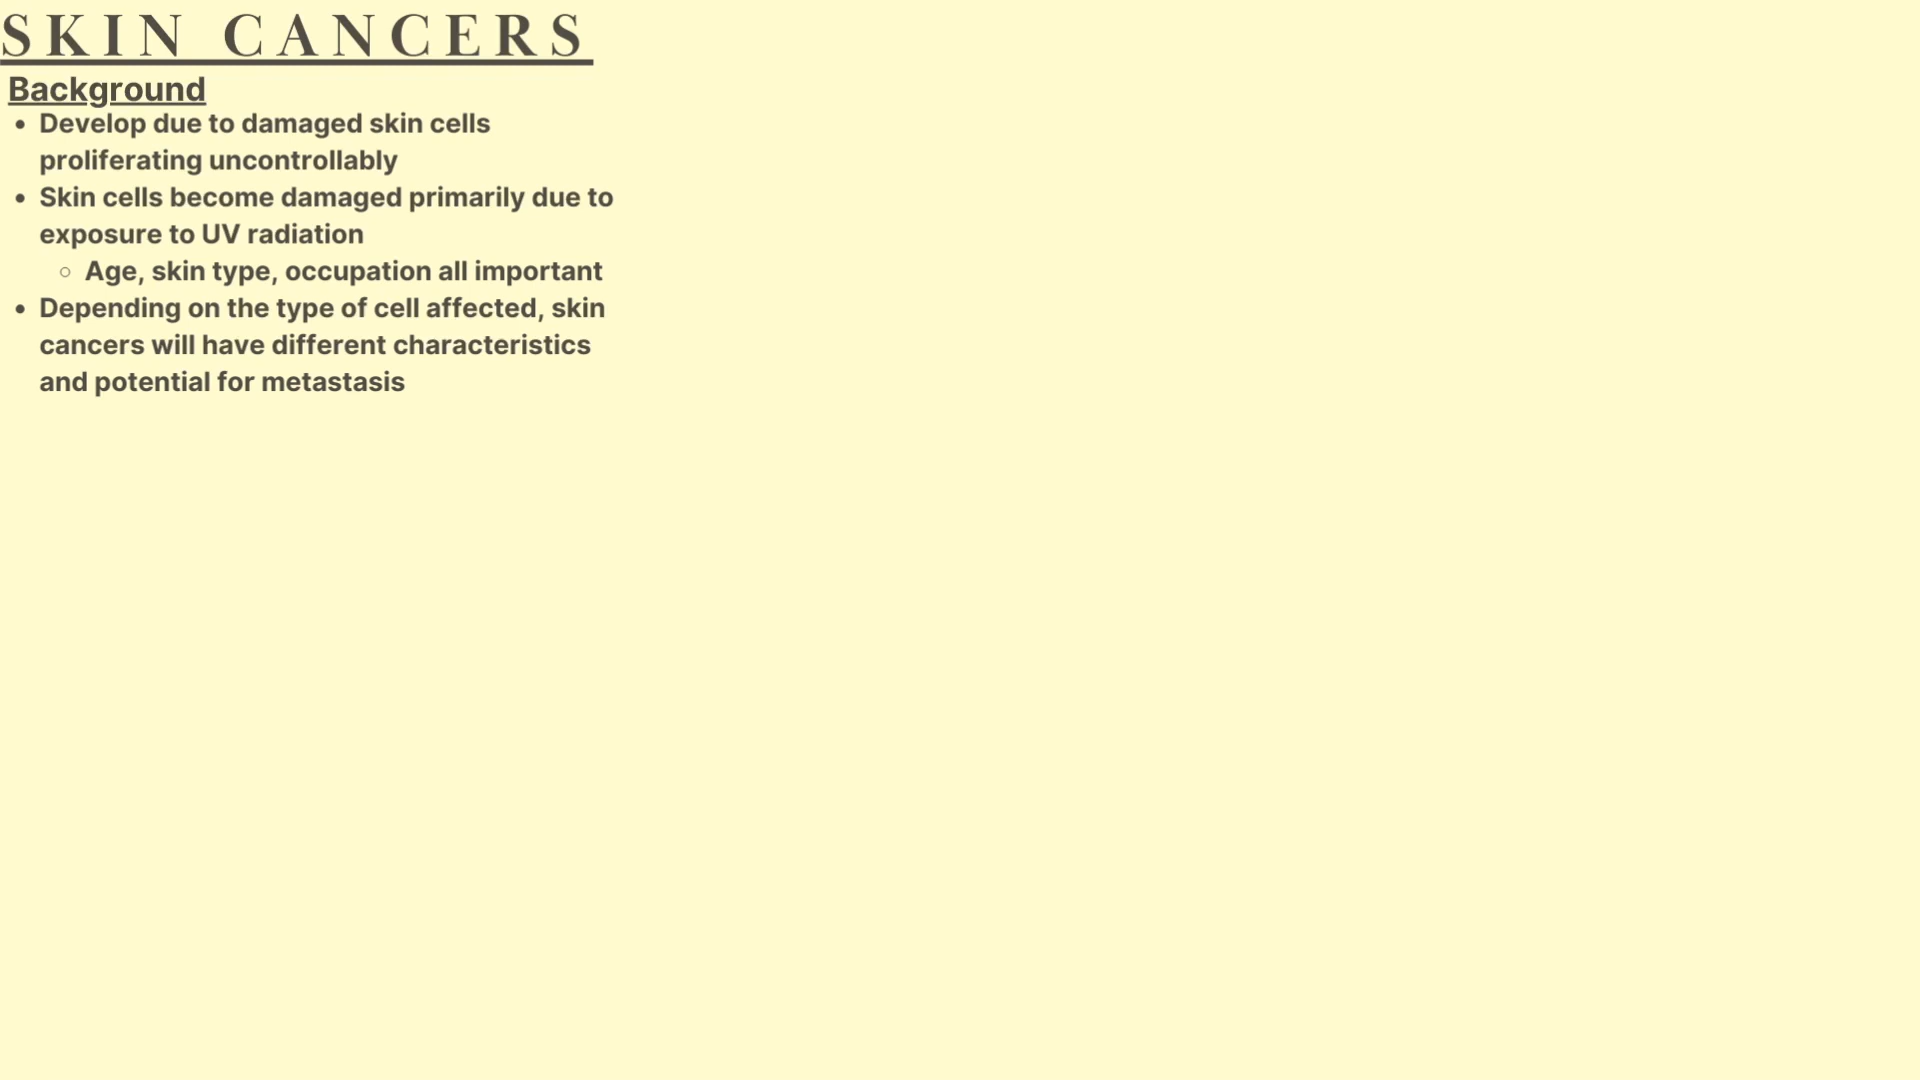 SKIN CANCERS
Background
• Develop due to damaged skin cells
proliferating uncontrollably
• Skin cells become damaged primarily due to
exposure to UV radiation
○ Age, skin type, occupation all important
• Depending on the type of cell affected, skin
cancers will have different characteristics
and potential for metastasis